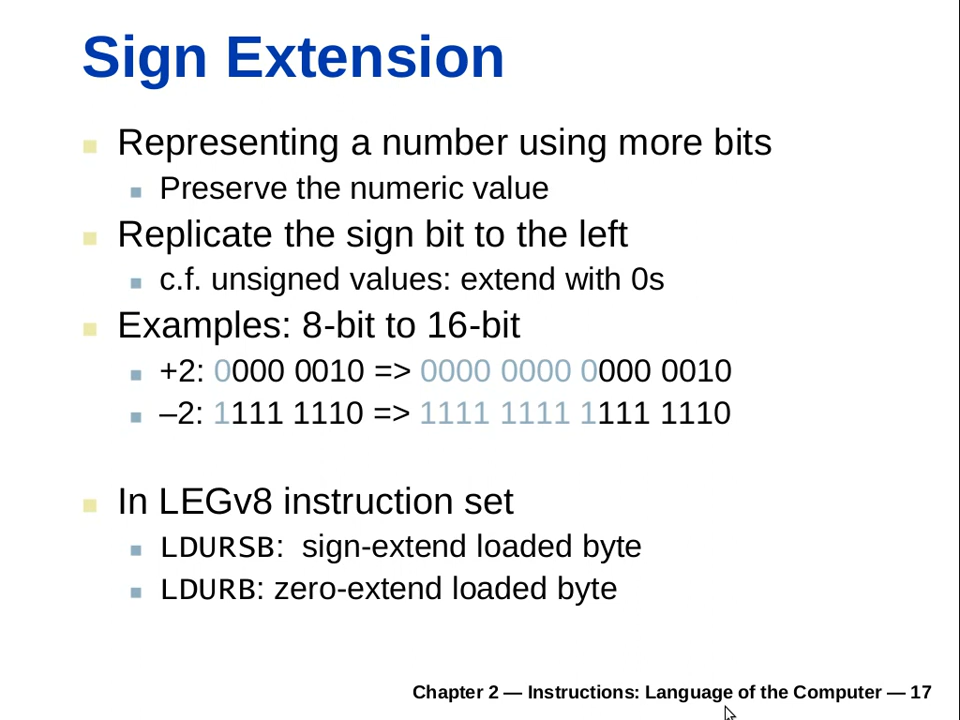 Sign Extension
Representing a number using more bits
Preserve the numeric value
Replicate the sign bit to the left
c.f. unsigned values: extend with 0s
Examples: 8-bit to 16-bit
+2: 0000 0010 => 0000 0000 0000 0010
–2: 1111 1110 => 1111 1111 1111 1110
In LEGv8 instruction set
LDURSB: sign-extend loaded byte
LDURB: zero-extend loaded byte
Chapter 2 — Instructions: Language of the Computer — 17